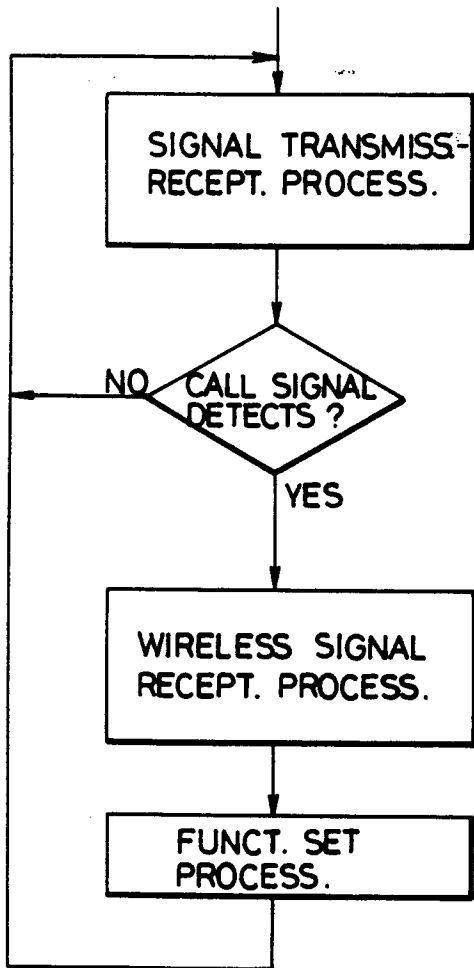 SIGNAL TRANSMISS.-
RECEPT. PROCESS.
NO
CALL SIGNAL
DETECTS ?
YES
WIRELESS SIGNAL
RECEPT. PROCESS.
FUNCT. SET
PROCESS.